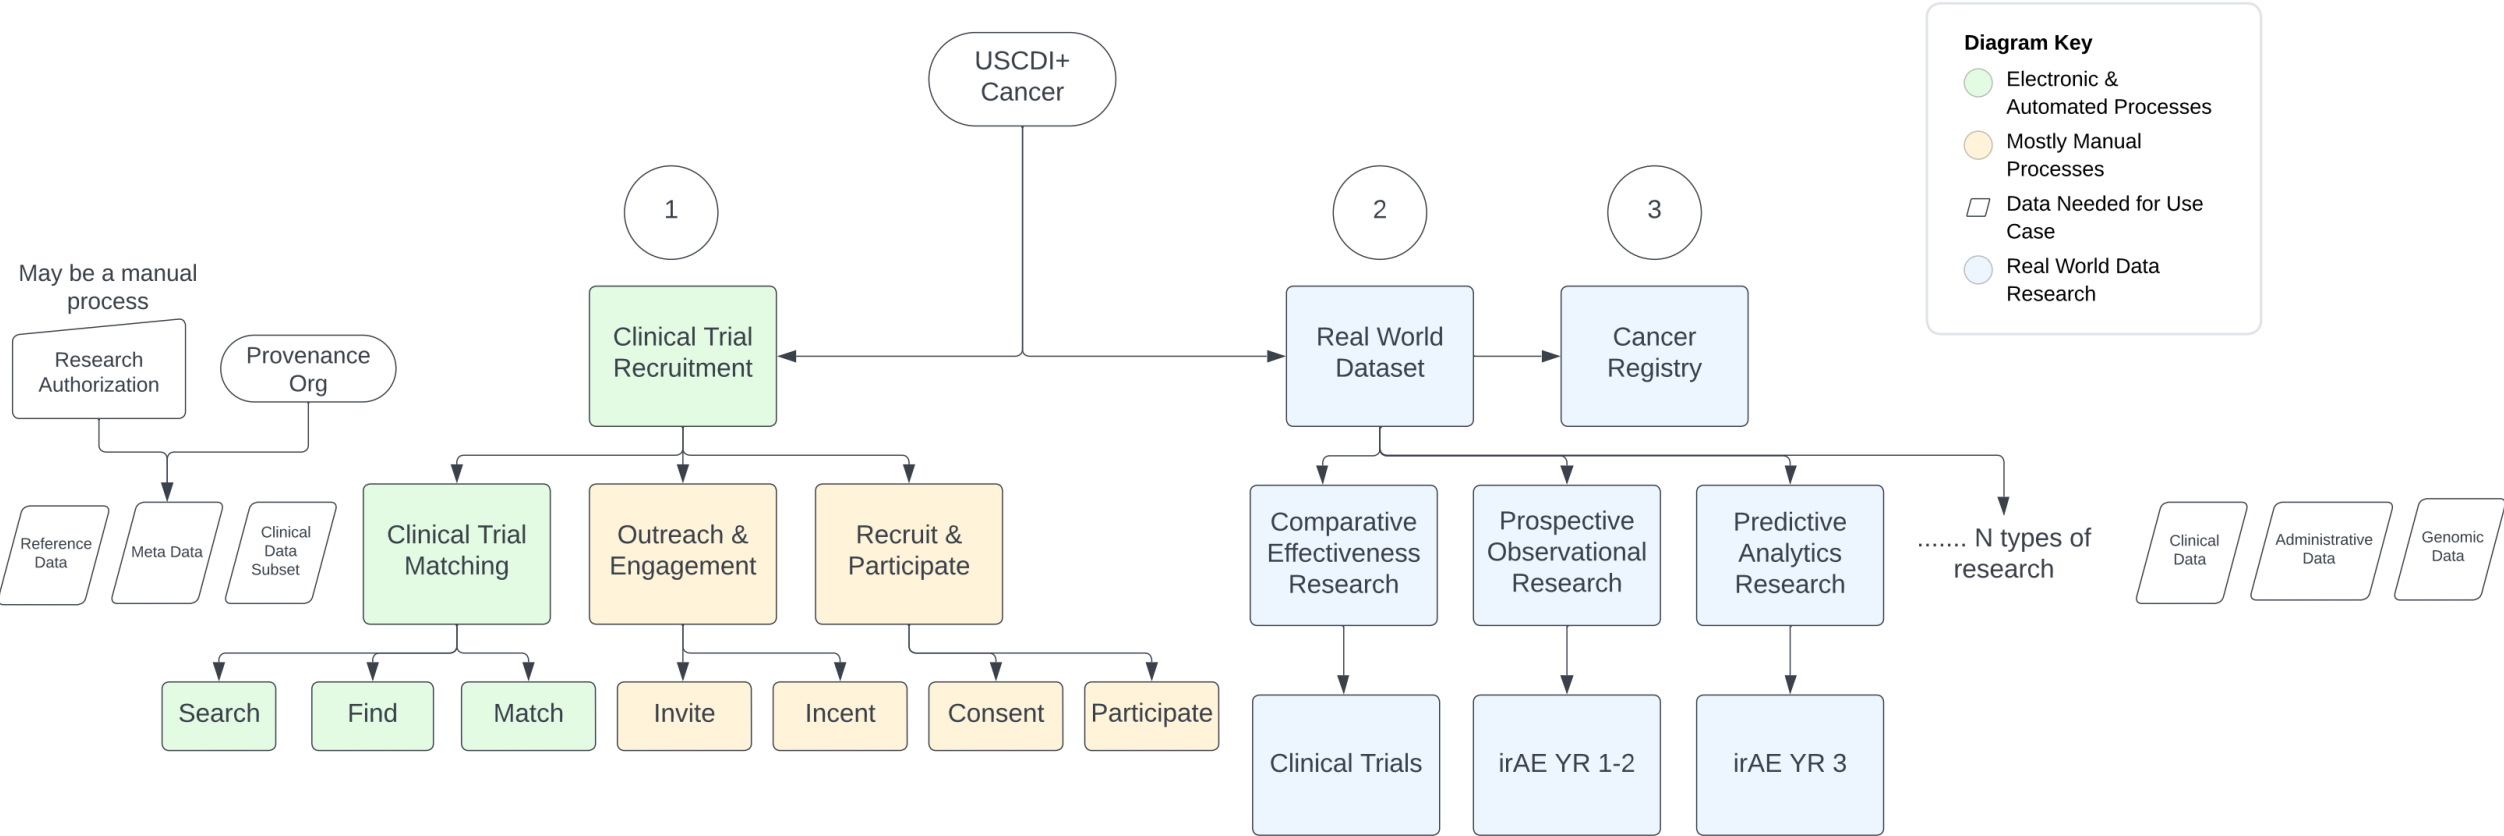 USCDI+
Cancer
Diagram Key
Electronic &
Automated Processes
Mostly Manual
Processes
Data Needed for Use
Case
Real World Data
Research
1
2
3
May be a manual
process
Research
Authorization
Provenance
Org
Clinical Trial
Recruitment
Real World
Dataset
Cancer
Registry
Reference
Data
Meta Data
Clinical
Data
Subset
Clinical Trial
Matching
Outreach &
Engagement
Recruit &
Participate
Comparative
Effectiveness
Research
Prospective
Observational
Research
Predictive
Analytics
Research
....... N types of
research
Clinical
Data
Administrative
Data
Genomic
Data
Search
Find
Match
Invite
Incent
Consent
Participate
Clinical Trials
irAE YR 1-2
irAE YR 3